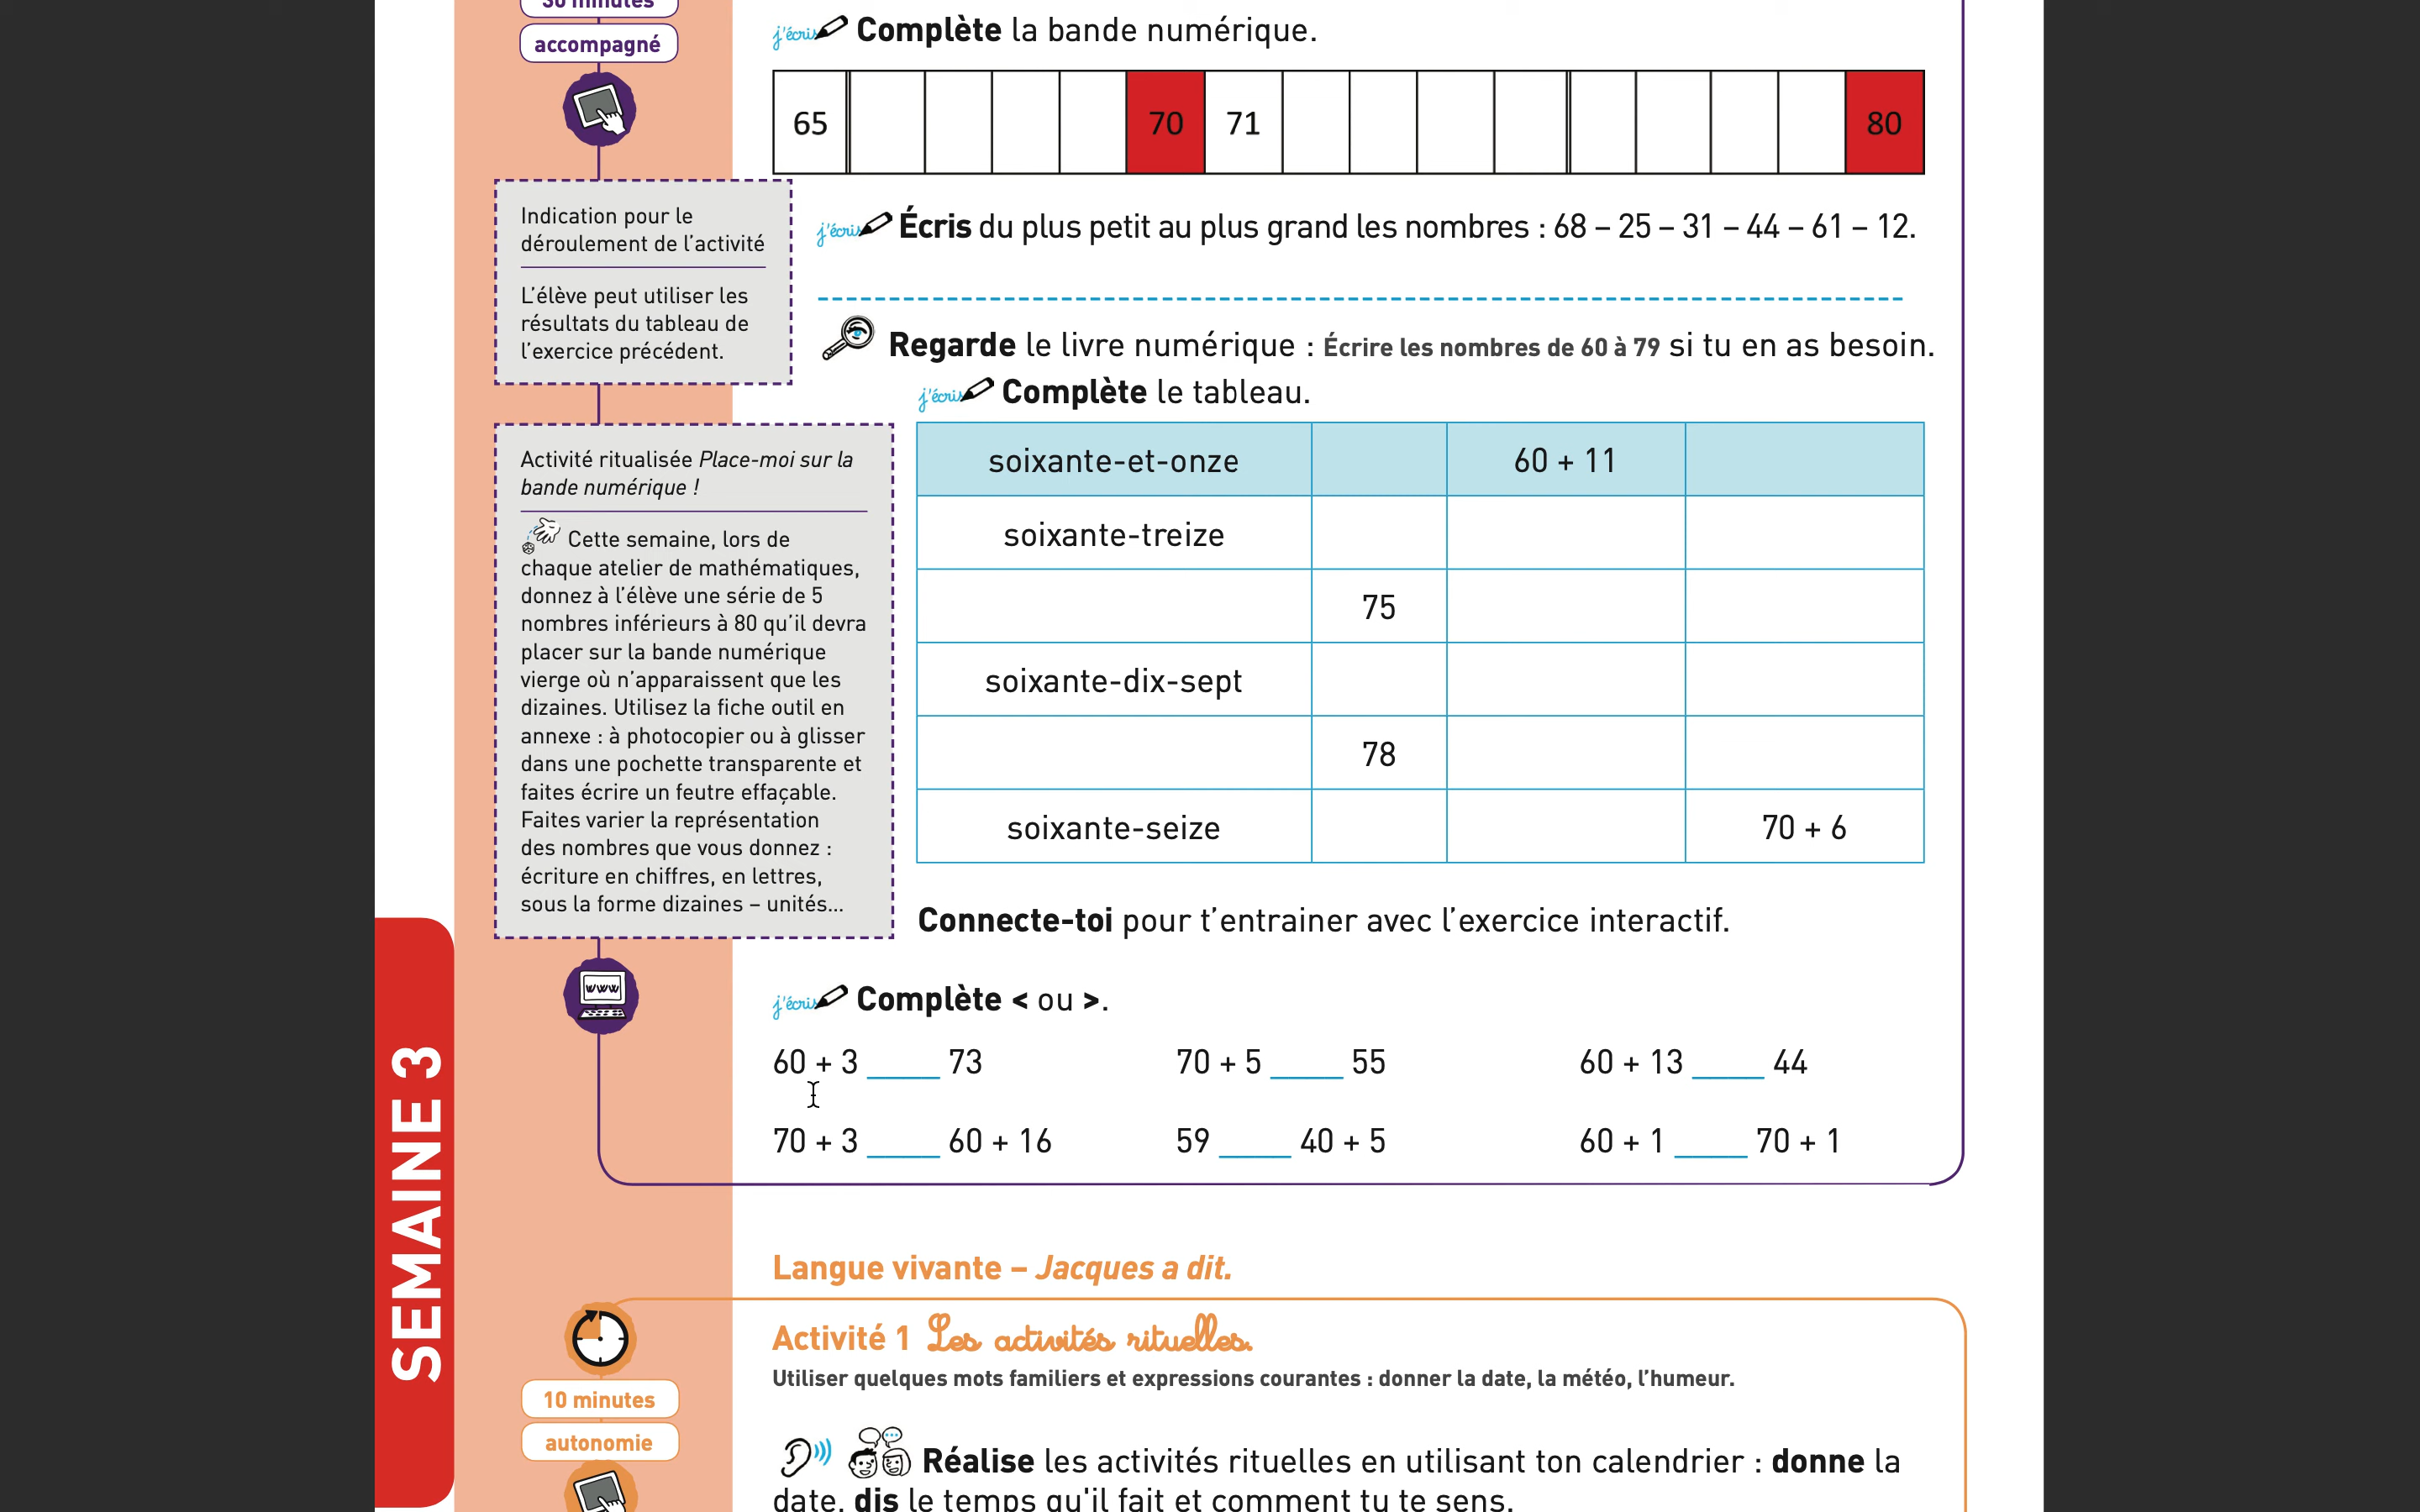 30 minutes
accompagné
j'écris Complète la bande numérique.
65 70 71 80
Indication pour le
déroulement de l'activité
L'élève peut utiliser les
résultats du tableau de
l'exercice précédent.
j'écris Écris du plus petit au plus grand les nombres : 68 – 25 – 31 – 44 – 61 – 12.
Regarde le livre numérique : Écrire les nombres de 60 à 79 si tu en as besoin.
j'écris Complète le tableau.
soixante-et-onze 60 + 11
soixante-treize
75
soixante-dix-sept
78
soixante-seize 70 + 6
Activité ritualisée Place-moi sur la
bande numérique !
Cette semaine, lors de
chaque atelier de mathématiques,
donnez à l'élève une série de 5
nombres inférieurs à 80 qu'il devra
placer sur la bande numérique
vierge où n'apparaissent que les
dizaines. Utilisez la fiche outil en
annexe : à photocopier ou à glisser
dans une pochette transparente et
faites écrire un feutre effaçable.
Faites varier la représentation
des nombres que vous donnez :
écriture en chiffres, en lettres,
sous la forme dizaines – unités...
Connecte-toi pour t'entrainer avec l'exercice interactif.
www
j'écris Complète < ou >.
60 + 3 _____ 73 70 + 5 _____ 55 60 + 13 _____ 44
70 + 3 _____ 60 + 16 59 _____ 40 + 5 60 + 1 _____ 70 + 1
SEMAINE 3
Langue vivante – Jacques a dit.
10 minutes
autonomie
Activité 1 Les activités rituelles.
Utiliser quelques mots familiers et expressions courantes : donner la date, la météo, l'humeur.
Réalise les activités rituelles en utilisant ton calendrier : donne la
date, dis le temps qu'il fait et comment tu te sens.